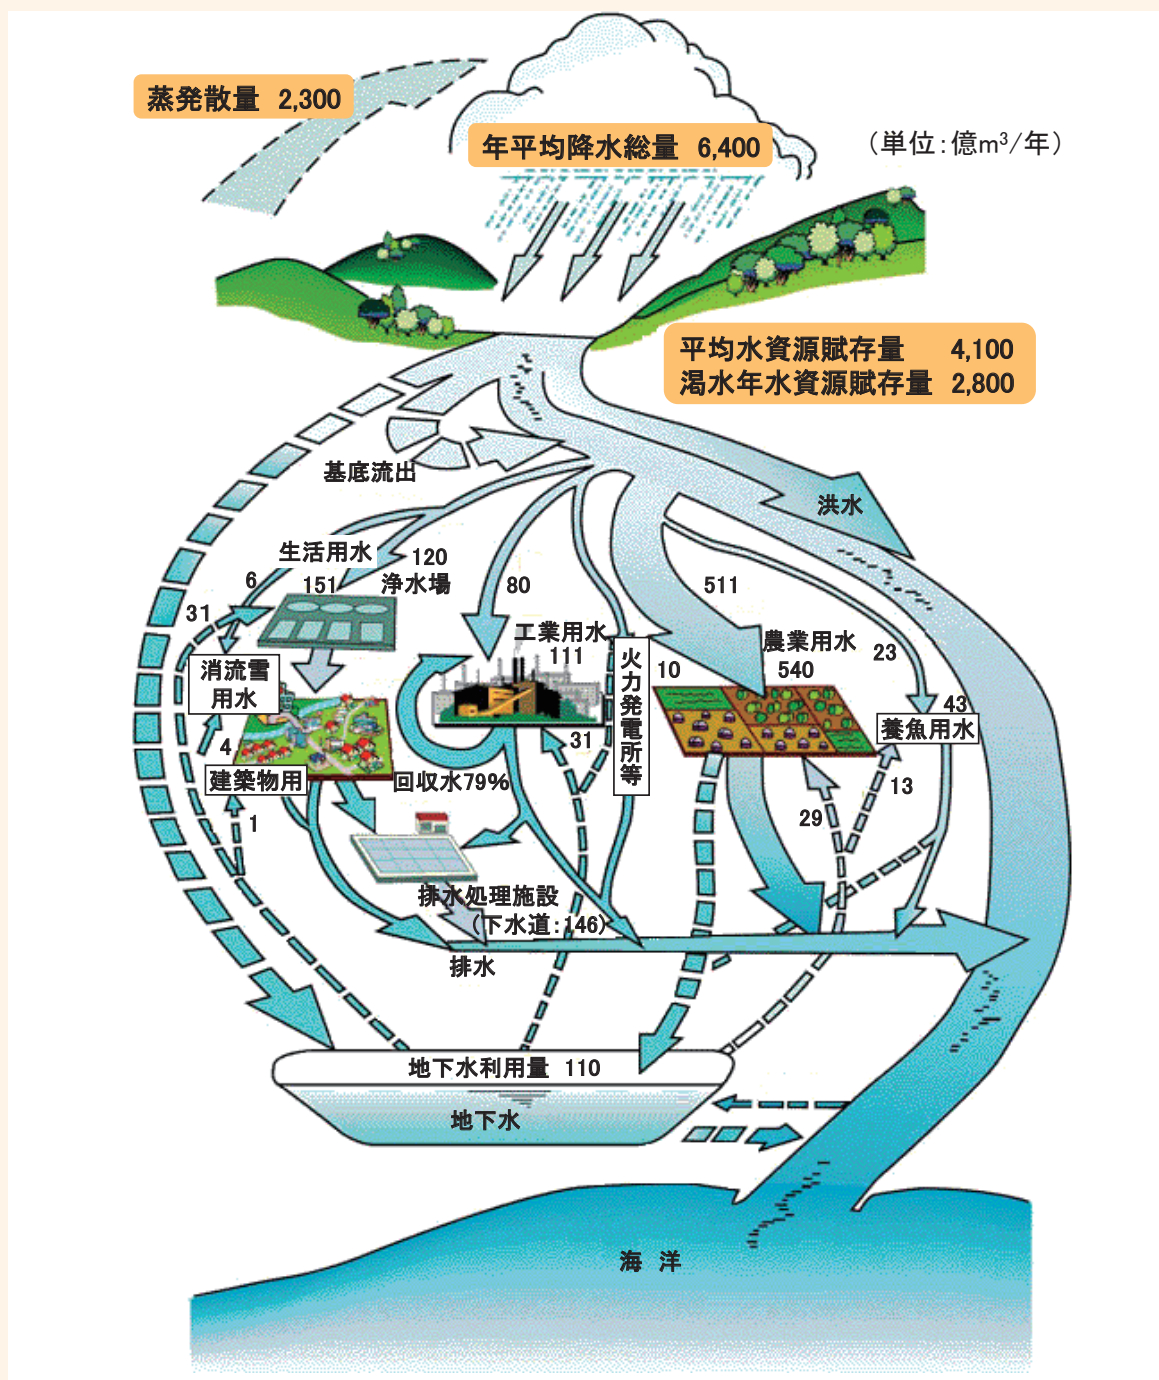 蒸発散量 2,300
年平均降水総量 6,400
（単位：億m³/年）
平均水資源賦存量 4,100
渇水年水資源賦存量 2,800
基底流出
洪水
生活用水
151
120
浄水場
6
31
80
511
工業用水
111
農業用水
540
23
43
消流雪
用水
火力発電所等
10
養魚用水
4
31
建築物用
回収水79%
13
29
1
排水処理施設
（下水道：146）
排水
地下水利用量 110
地下水
海 洋